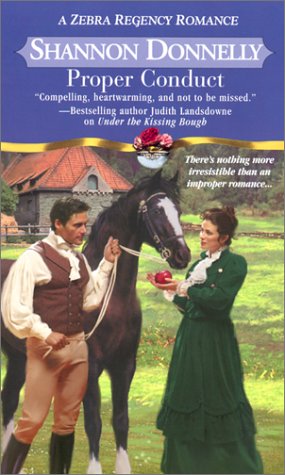 A ZEBRA REGENCY ROMANCE
SHANNON DONNELLY
Proper Conduct
“Compelling, heartwarming, and not to be missed.”
—Bestselling author Judith Landsdowne
on Under the Kissing Bough
There's nothing more
irresistible than an
improper romance...